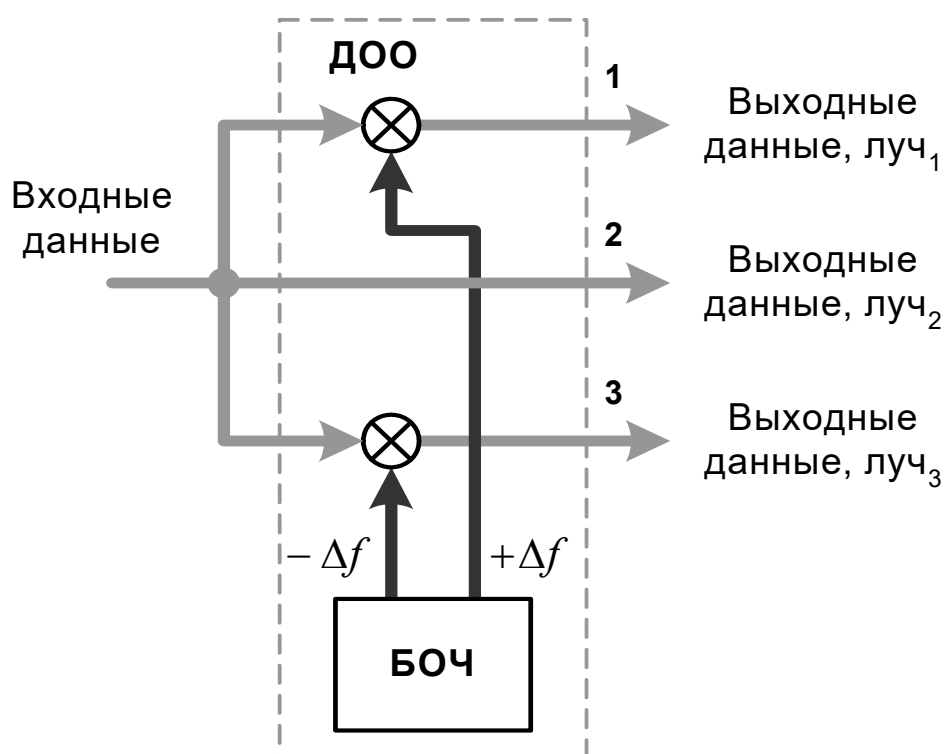 ДОО
1
Выходные
данные, луч₁
Входные
данные
2
Выходные
данные, луч₂
3
Выходные
данные, луч₃
− Δf
+Δf
БОЧ